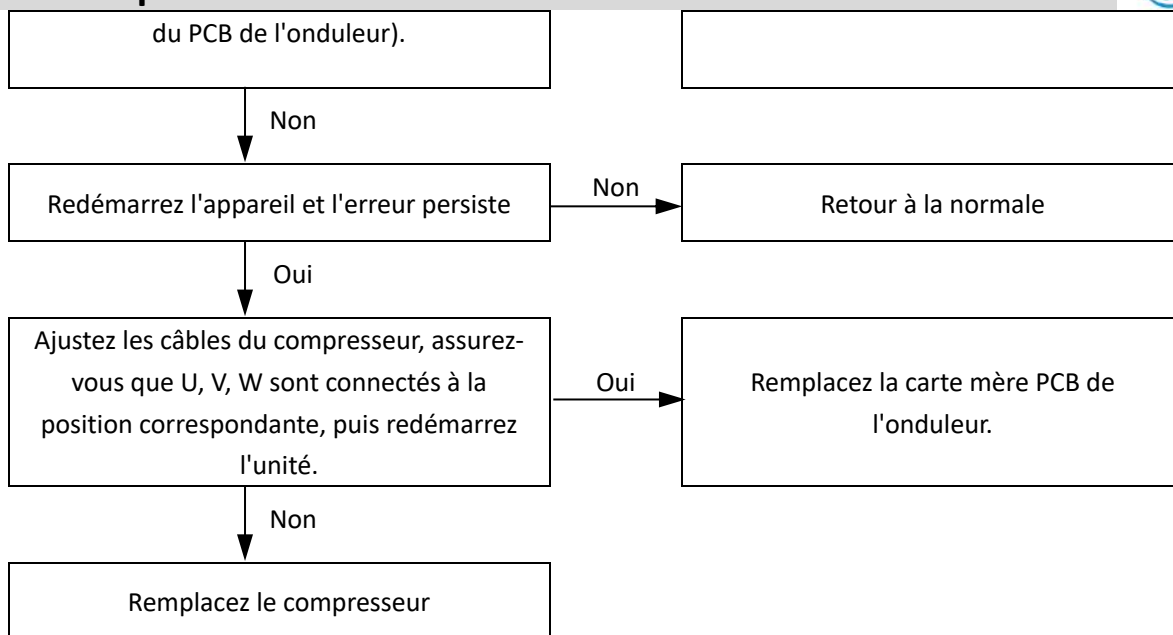 du PCB de l'onduleur).
Non
Redémarrez l'appareil et l'erreur persiste
Non
Retour à la normale
Oui
Ajustez les câbles du compresseur, assurez-
vous que U, V, W sont connectés à la
position correspondante, puis redémarrez
l'unité.
Oui
Remplacez la carte mère PCB de
l'onduleur.
Non
Remplacez le compresseur